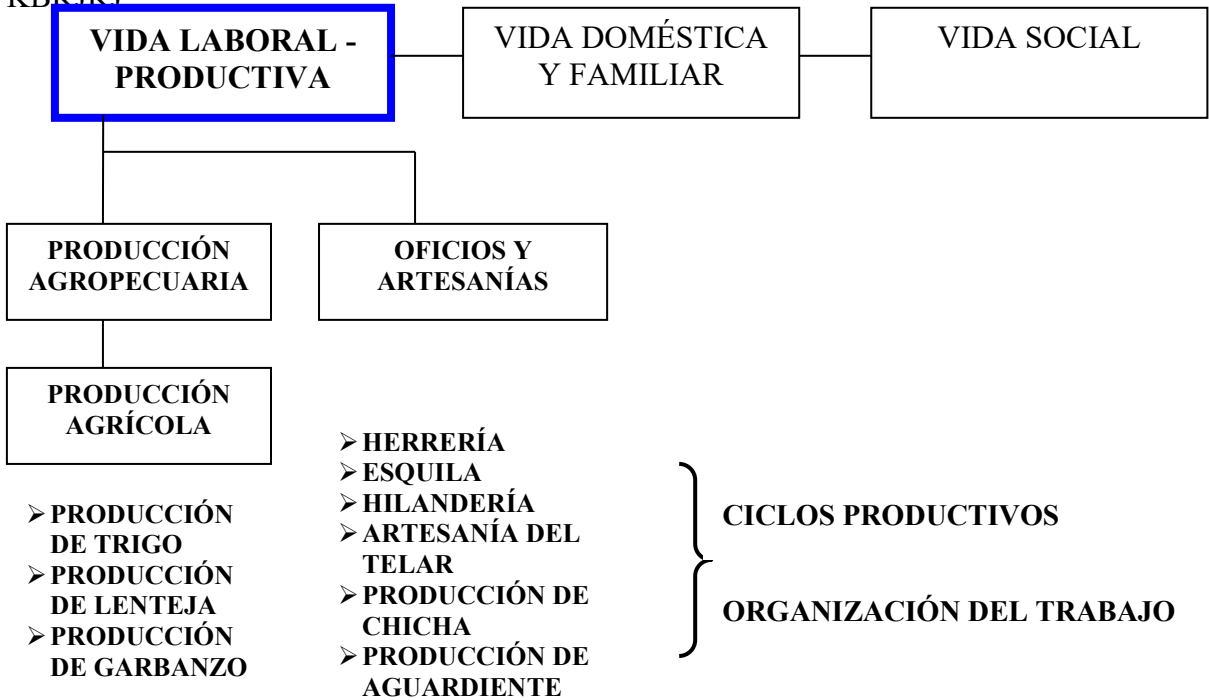 VIDA LABORAL -
PRODUCTIVA
VIDA DOMÉSTICA
Y FAMILIAR
VIDA SOCIAL
PRODUCCIÓN
AGROPECUARIA
OFICIOS Y
ARTESANÍAS
PRODUCCIÓN
AGRÍCOLA
➢ PRODUCCIÓN
DE TRIGO
➢ PRODUCCIÓN
DE LENTEJA
➢ PRODUCCIÓN
DE GARBANZO
➢ HERRERÍA
➢ ESQUILA
➢ HILANDERÍA
➢ ARTESANÍA DEL
TELAR
➢ PRODUCCIÓN DE
CHICHA
➢ PRODUCCIÓN DE
AGUARDIENTE
CICLOS PRODUCTIVOS
ORGANIZACIÓN DEL TRABAJO